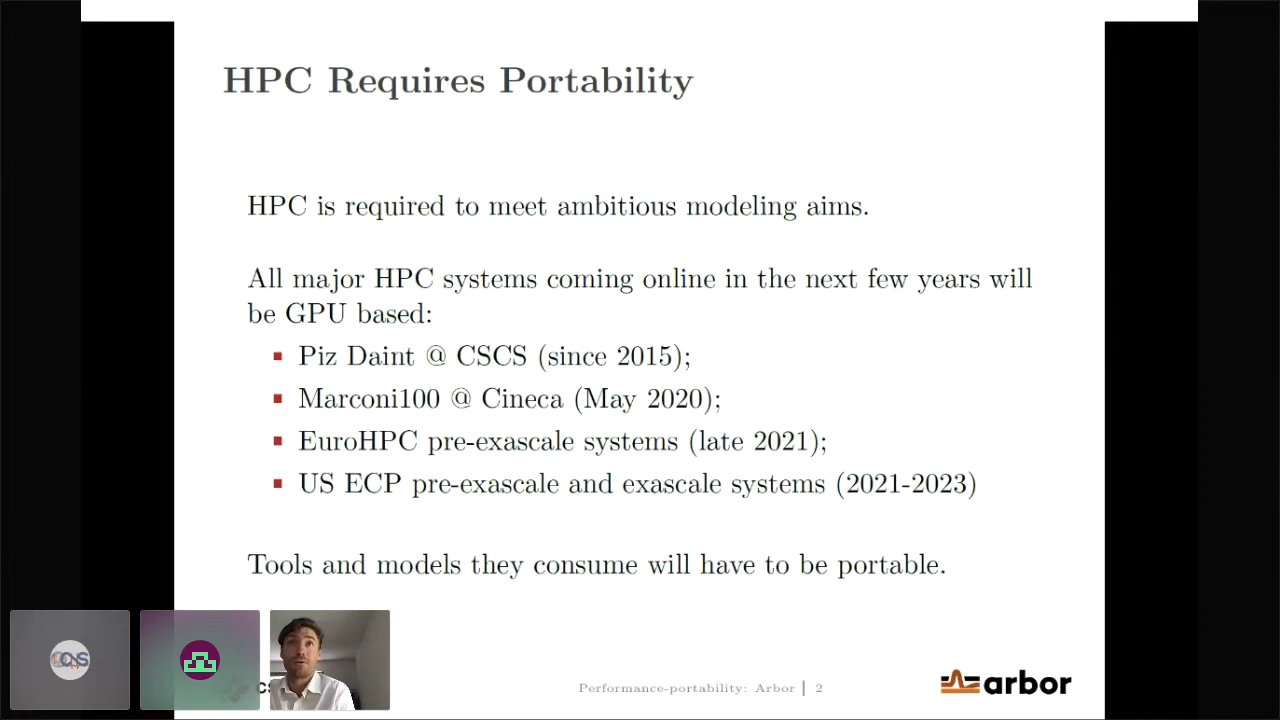 HPC Requires Portability
HPC is required to meet ambitious modeling aims.
All major HPC systems coming online in the next few years will
be GPU based:
Piz Daint @ CSCS (since 2015);
Marconi100 @ Cineca (May 2020);
EuroHPC pre-exascale systems (late 2021);
US ECP pre-exascale and exascale systems (2021-2023)
Tools and models they consume will have to be portable.
Performance-portability: Arbor | 2
arbor